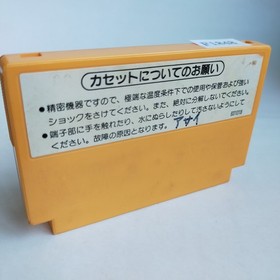 カセットについてのお願い
●精密機器ですので、極端な温度条件下での使用や保管および強い
ショックをさけてください。また、絶対に分解しないでください。
●端子部に手を触れたり、水にぬらしたりして汚さないようにして
ください。故障の原因となります。
アサイ